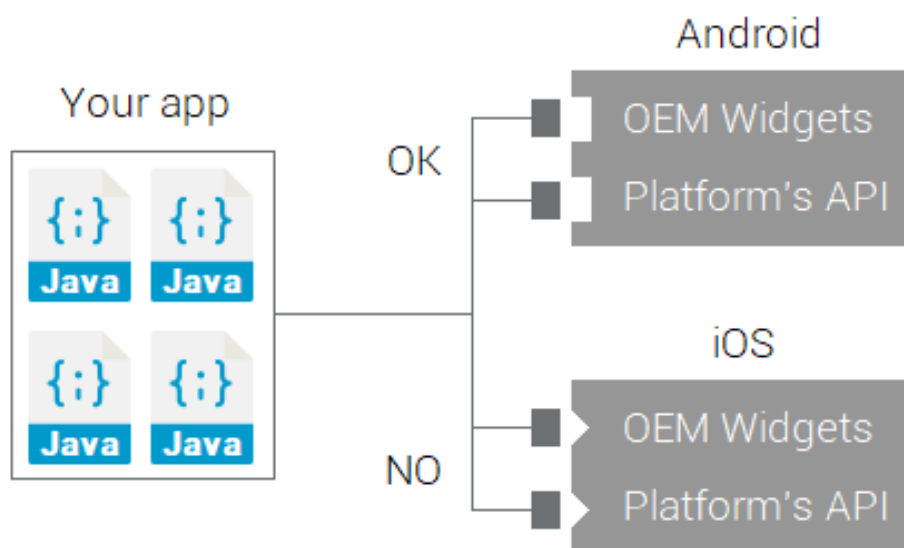 Your app
{;}
Java
{;}
Java
{;}
Java
{;}
Java
OK
NO
Android
OEM Widgets
Platform's API
iOS
OEM Widgets
Platform's API